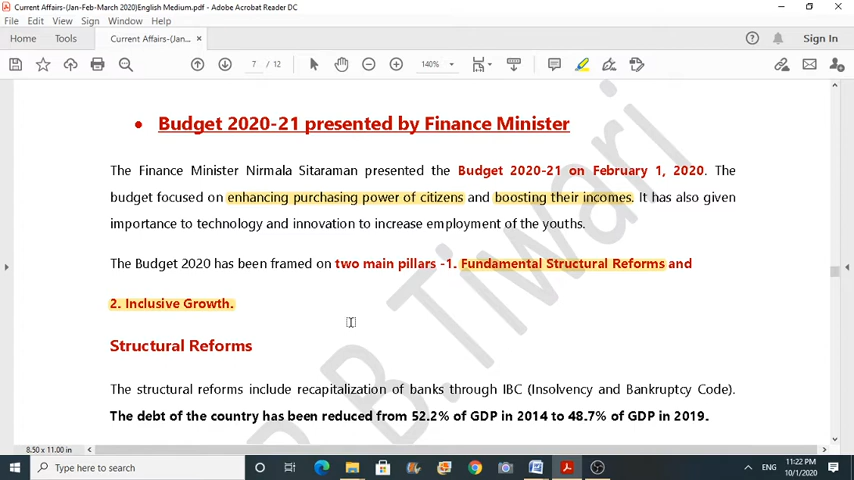 Current Affairs-(Jan-Feb-March 2020)English Medium.pdf - Adobe Acrobat Reader DC
File Edit View Sign Window Help
Home Tools Current Affairs-(Jan-... × Sign In
7 / 12 140%
• Budget 2020-21 presented by Finance Minister
The Finance Minister Nirmala Sitaraman presented the Budget 2020-21 on February 1, 2020. The
budget focused on enhancing purchasing power of citizens and boosting their incomes. It has also given
importance to technology and innovation to increase employment of the youths.
The Budget 2020 has been framed on two main pillars -1. Fundamental Structural Reforms and
2. Inclusive Growth.
Structural Reforms
The structural reforms include recapitalization of banks through IBC (Insolvency and Bankruptcy Code).
The debt of the country has been reduced from 52.2% of GDP in 2014 to 48.7% of GDP in 2019.
B.Tiwari
8.50 x 11.00 in
Type here to search
ENG
11:22 PM
10/1/2020